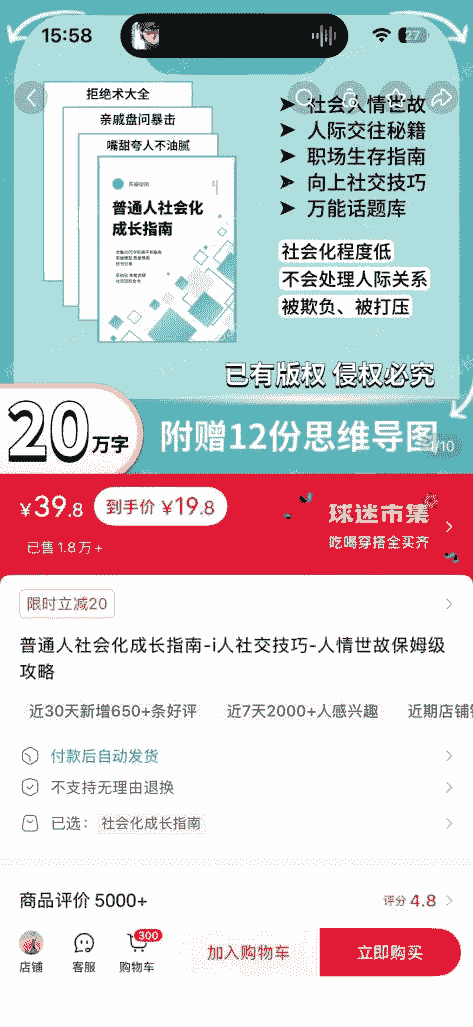 15:58
27
拒绝术大全
亲戚盘问暴击
嘴甜夸人不油腻
普通人社会化
成长指南
➤ 社会人情世故
➤ 人际交往秘籍
➤ 职场生存指南
➤ 向上社交技巧
➤ 万能话题库
社会化程度低
不会处理人际关系
被欺负、被打压
已有版权 侵权必究
20万字
附赠12份思维导图
/10
¥39.8
到手价 ¥19.8
球迷市集
已售 1.8 万+
吃喝穿搭全买齐
限时立减20
普通人社会化成长指南-i人社交技巧-人情世故保姆级
攻略
近30天新增650+条好评
近7天2000+人感兴趣
近期店铺
付款后自动发货
不支持无理由退换
已选： 社会化成长指南
商品评价 5000+
评分 4.8
300
店铺
客服
购物车
加入购物车
立即购买